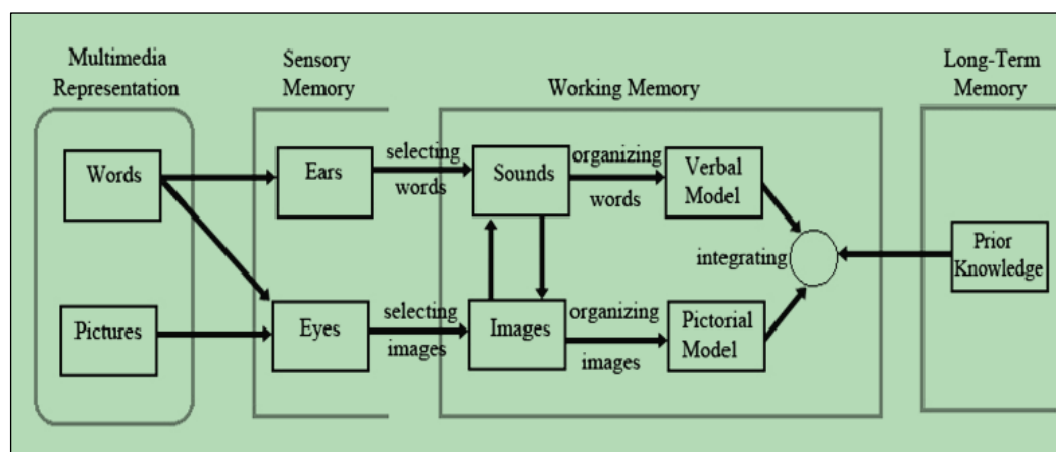 Multimedia
Representation
Sensory
Memory
Working Memory
Long-Term
Memory
Words
Ears
selecting
words
Sounds
organizing
words
Verbal
Model
integrating
Prior
Knowledge
Pictures
Eyes
selecting
images
Images
organizing
images
Pictorial
Model